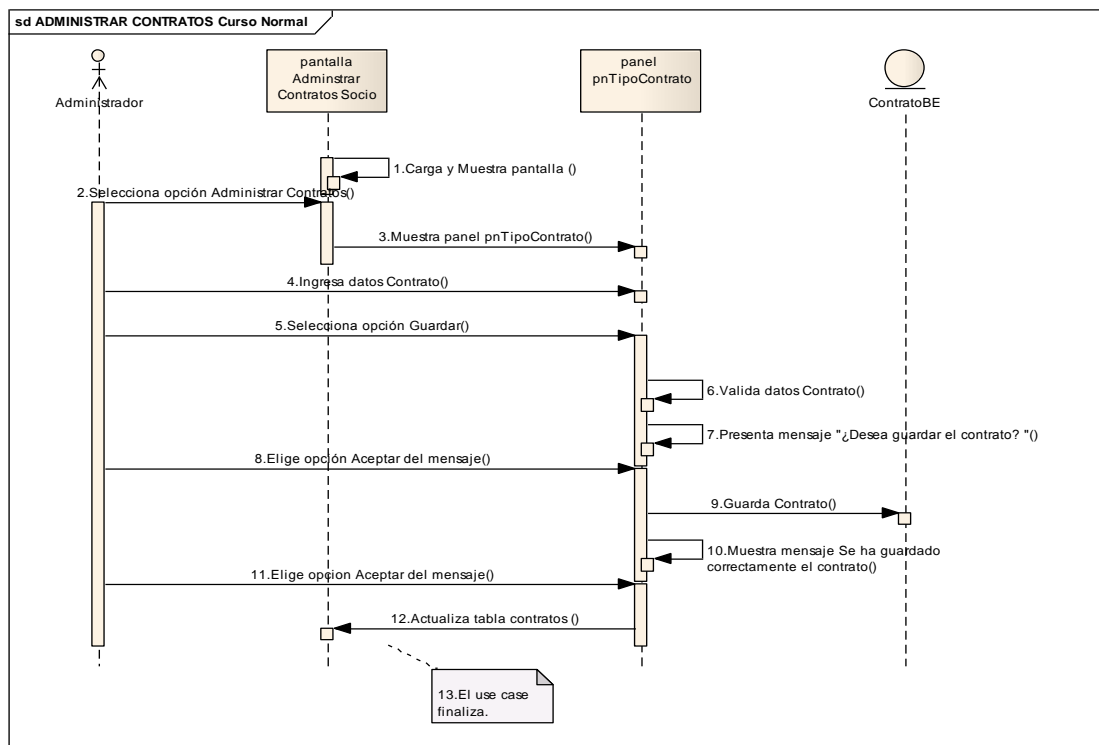 sd ADMINISTRAR CONTRATOS Curso Normal
Administrador
pantalla
Adminstrar
Contratos Socio
panel
pnTipoContrato
ContratoBE
1.Carga y Muestra pantalla ()
2.Selecciona opción Administrar Contratos()
3.Muestra panel pnTipoContrato()
4.Ingresa datos Contrato()
5.Selecciona opción Guardar()
6.Valida datos Contrato()
7.Presenta mensaje "¿Desea guardar el contrato? "()
8.Elige opción Aceptar del mensaje()
9.Guarda Contrato()
10.Muestra mensaje Se ha guardado
correctamente el contrato()
11.Elige opcion Aceptar del mensaje()
12.Actualiza tabla contratos ()
13.El use case
finaliza.